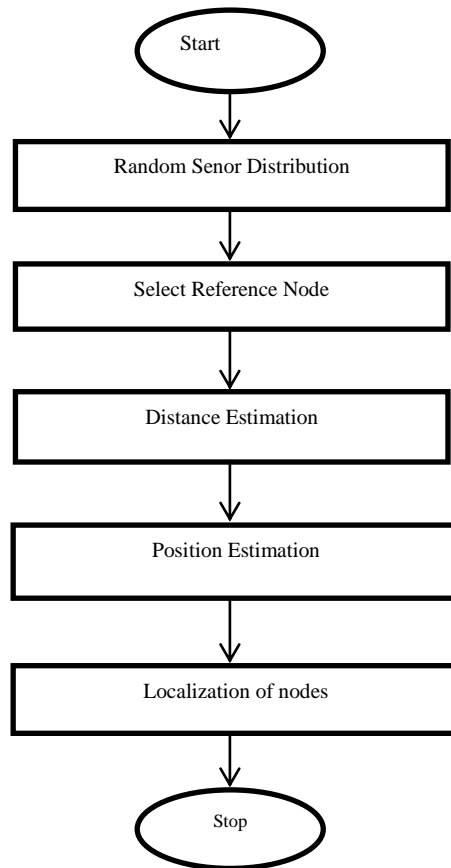 Start
Random Senor Distribution
Select Reference Node
Distance Estimation
Position Estimation
Localization of nodes
Stop